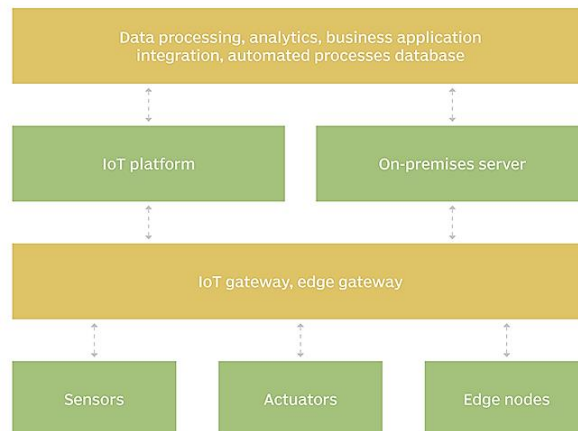 Data processing, analytics, business application
integration, automated processes database
IoT platform
On-premises server
IoT gateway, edge gateway
Sensors
Actuators
Edge nodes